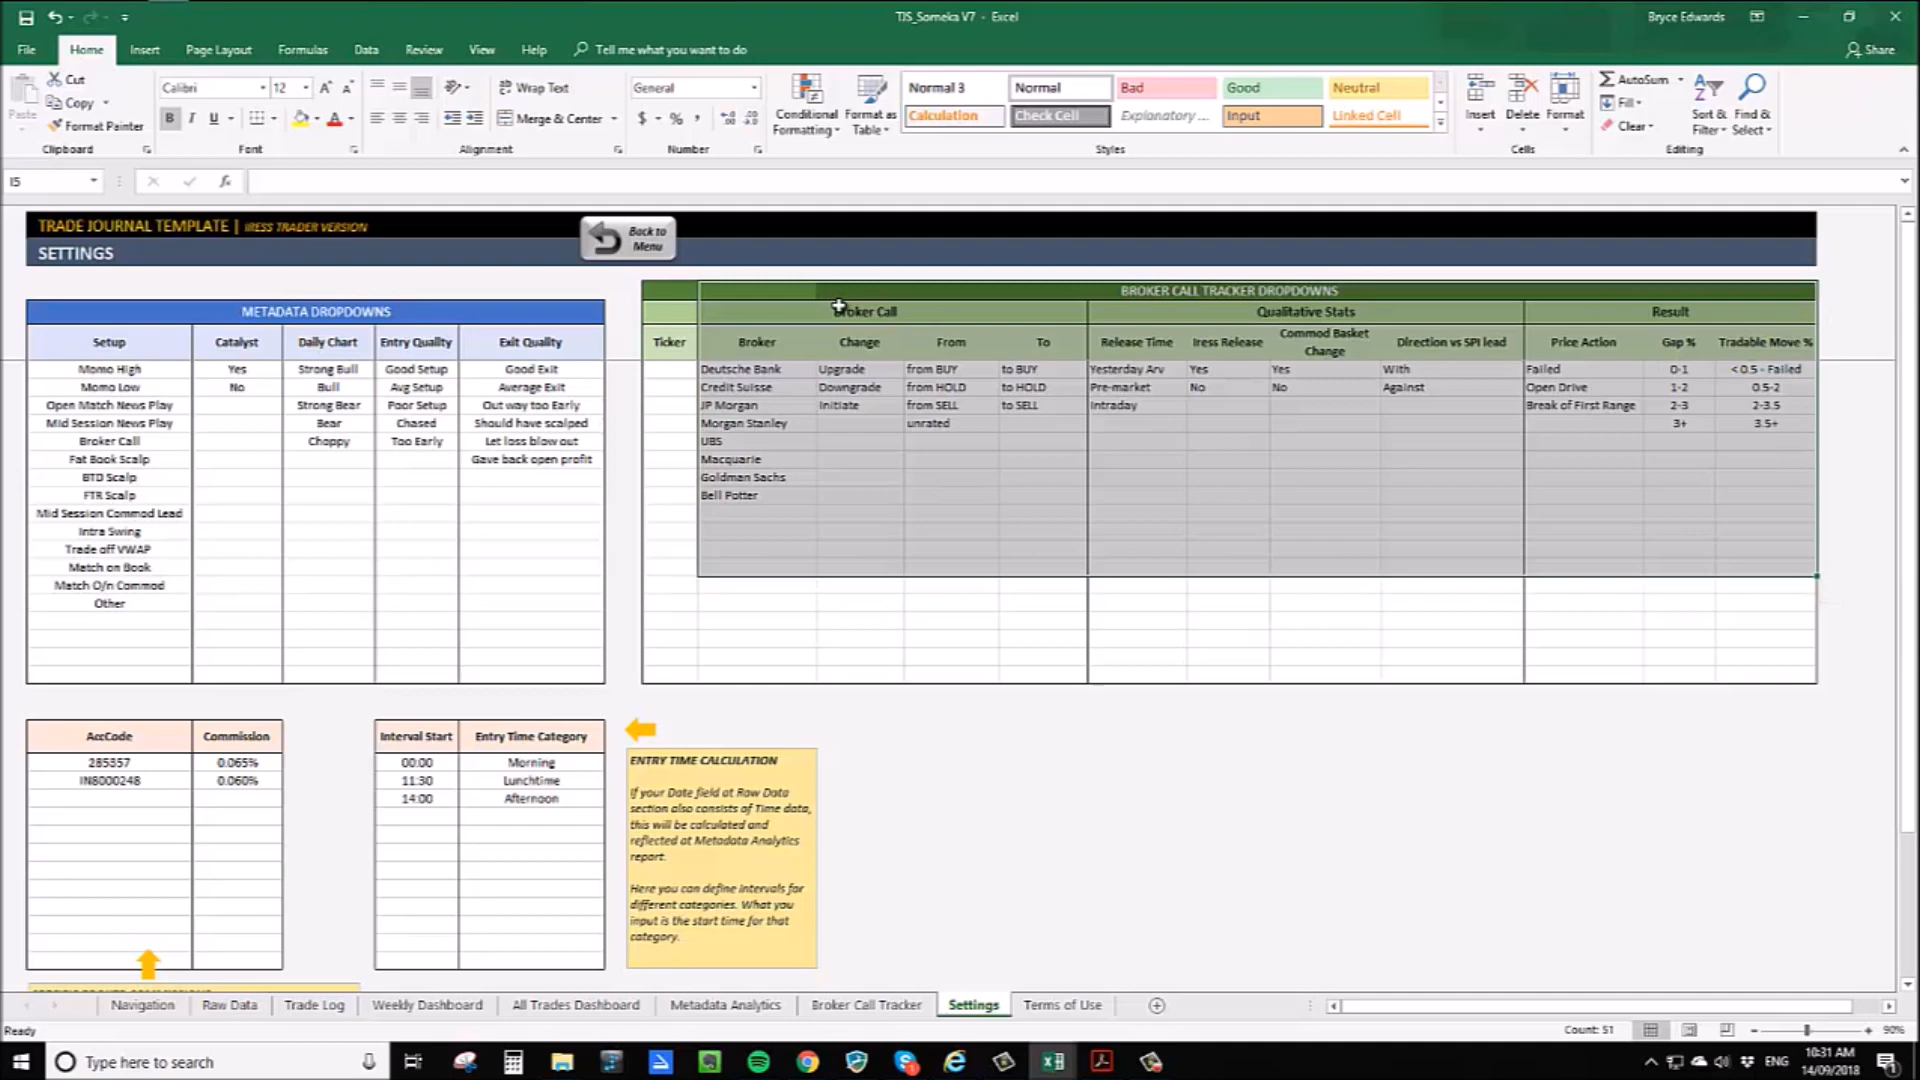 TIS_Someka V7 - Excel
Bryce Edwards
File Home Insert Page Layout Formulas Data Review View Help Tell me what you want to do Share
Paste
Cut
Copy
Format Painter
Clipboard
Calibri 12
B I U
Font
Wrap Text
Merge & Center
Alignment
General
$ % ,
Number
Conditional Formatting
Format as Table
Normal 3 Normal Bad Good Neutral
Calculation Check Cell Explanatory ... Input Linked Cell
Styles
Insert Delete Format
Cells
AutoSum
Fill
Clear
Sort & Filter
Find & Select
Editing
I5
fx
TRADE JOURNAL TEMPLATE | IRESS TRADER VERSION
SETTINGS
Back to Menu
METADATA DROPDOWNS
Setup Catalyst Daily Chart Entry Quality Exit Quality
Momo High Yes Strong Bull Good Setup Good Exit
Momo Low No Bull Avg Setup Average Exit
Open Match News Play Strong Bear Poor Setup Out way too Early
Mid Session News Play Bear Chased Should have scalped
Broker Call Choppy Too Early Let loss blow out
Fat Book Scalp Gave back open profit
BTD Scalp
FTR Scalp
Mid Session Commod Lead
Intra Swing
Trade off VWAP
Match on Book
Match O/n Commod
Other
BROKER CALL TRACKER DROPDOWNS
Broker Call Qualitative Stats Result
Ticker Broker Change From To Release Time Iress Release Commod Basket Change Direction vs SPI lead Price Action Gap % Tradable Move %
Deutsche Bank Upgrade from BUY to BUY Yesterday Arv Yes Yes With Failed 0-1 < 0.5 - Failed
Credit Suisse Downgrade from HOLD to HOLD Pre-market No No Against Open Drive 1-2 0.5-2
JP Morgan Initiate from SELL to SELL Intraday Break of First Range 2-3 2-3.5
Morgan Stanley unrated 3+ 3.5+
UBS
Macquarie
Goldman Sachs
Bell Potter
AccCode Commission
285357 0.065%
IN8000248 0.060%
Interval Start Entry Time Category
00:00 Morning
11:30 Lunchtime
14:00 Afternoon
ENTRY TIME CALCULATION
If your Date field at Raw Data
section also consists of Time data,
this will be calculated and
reflected at Metadata Analytics
report.
Here you can define intervals for
different categories. What you
input is the start time for that
category.
Navigation Raw Data Trade Log Weekly Dashboard All Trades Dashboard Metadata Analytics Broker Call Tracker Settings Terms of Use
Ready
Count: 51
90%
Type here to search
ENG
10:31 AM
14/09/2018